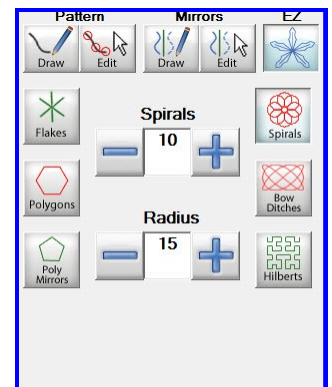 Pattern Mirrors EZ
Draw Edit Draw Edit
Flakes
Spirals
10
Spirals
Polygons
Bow
Ditches
Radius
15
Poly
Mirrors
Hilberts